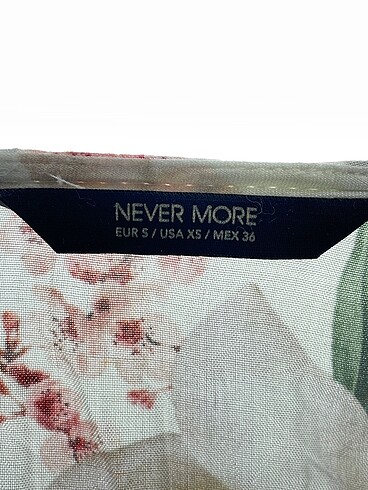 NEVER MORE
EUR S / USA XS / MEX 36